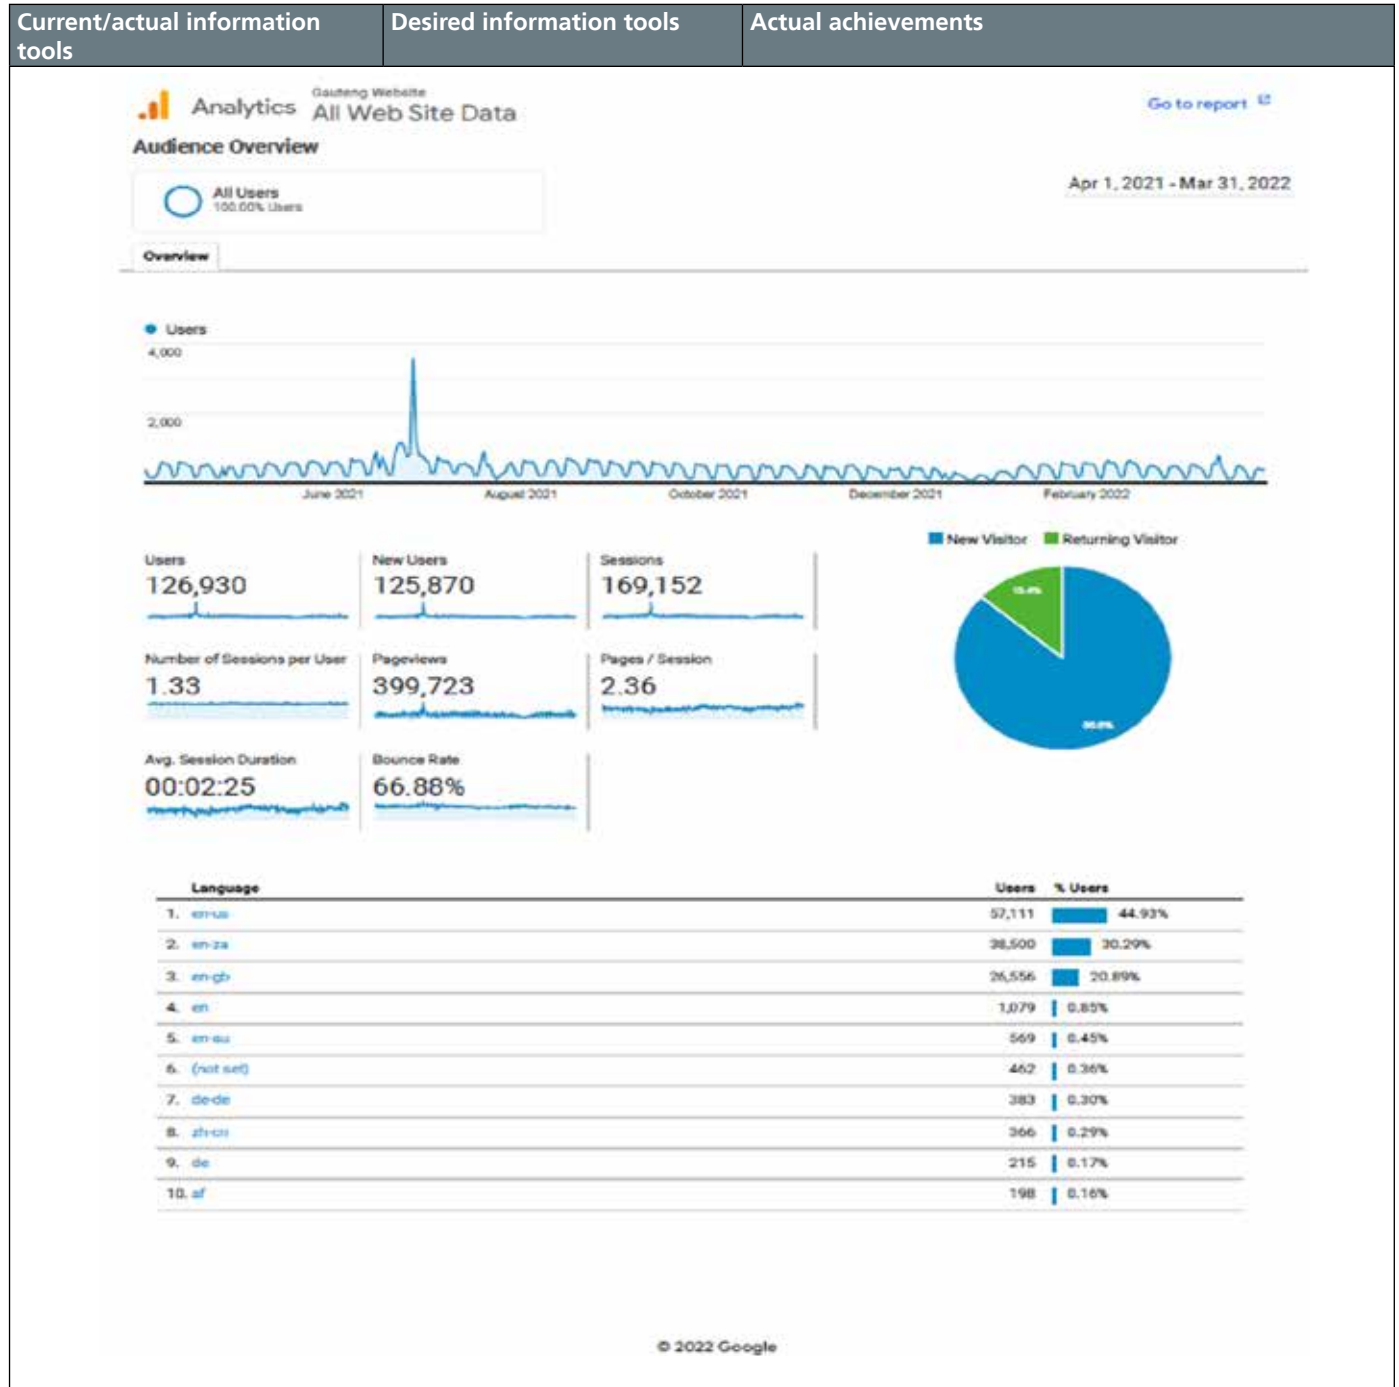 Current/actual information tools
Desired information tools
Actual achievements
Analytics
Gauteng Website
All Web Site Data
Go to report
Audience Overview
All Users
100.00% Users
Apr 1, 2021 - Mar 31, 2022
Overview
Users
4,000
2,000
June 2021
August 2021
October 2021
December 2021
February 2022
New Visitor
Returning Visitor
Users
126,930
New Users
125,870
Sessions
169,152
Number of Sessions per User
1.33
Pageviews
399,723
Pages / Session
2.36
Avg. Session Duration
00:02:25
Bounce Rate
66.88%
Language Users % Users
1. en-us 57,111 44.93%
2. en-za 38,500 30.29%
3. en-gb 26,556 20.89%
4. en 1,079 0.85%
5. en-au 569 0.45%
6. (not set) 462 0.36%
7. de-de 383 0.30%
8. zh-cn 366 0.29%
9. de 215 0.17%
10. af 198 0.16%
© 2022 Google